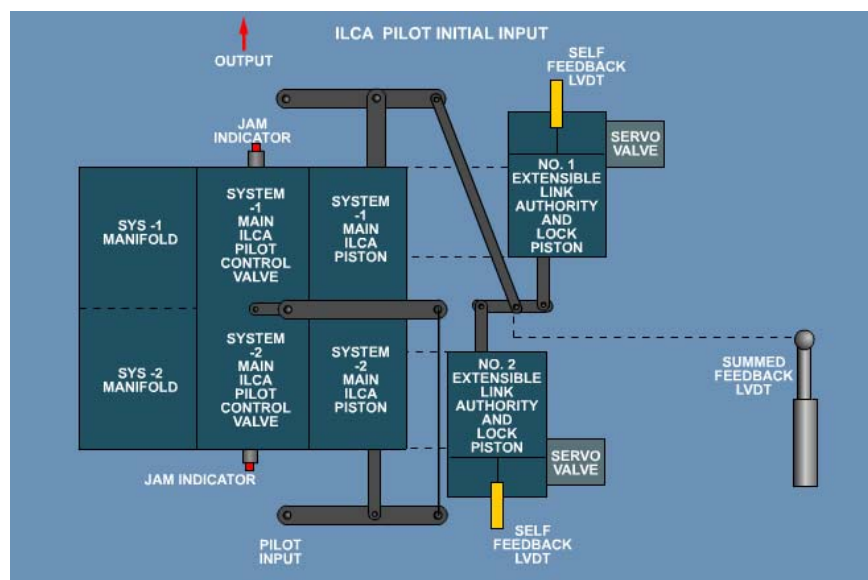 ILCA PILOT INITIAL INPUT
OUTPUT
SELF
FEEDBACK
LVDT
JAM
INDICATOR
SERVO
VALVE
NO. 1
EXTENSIBLE
LINK
AUTHORITY
AND
LOCK
PISTON
SYS -1
MANIFOLD
SYSTEM
-1
MAIN
ILCA
PILOT
CONTROL
VALVE
SYSTEM
-1
MAIN
ILCA
PISTON
SYS -2
MANIFOLD
SYSTEM
-2
MAIN
ILCA
PILOT
CONTROL
VALVE
SYSTEM
-2
MAIN
ILCA
PISTON
NO. 2
EXTENSIBLE
LINK
AUTHORITY
AND
LOCK
PISTON
SUMMED
FEEDBACK
LVDT
SERVO
VALVE
JAM INDICATOR
PILOT
INPUT
SELF
FEEDBACK
LVDT